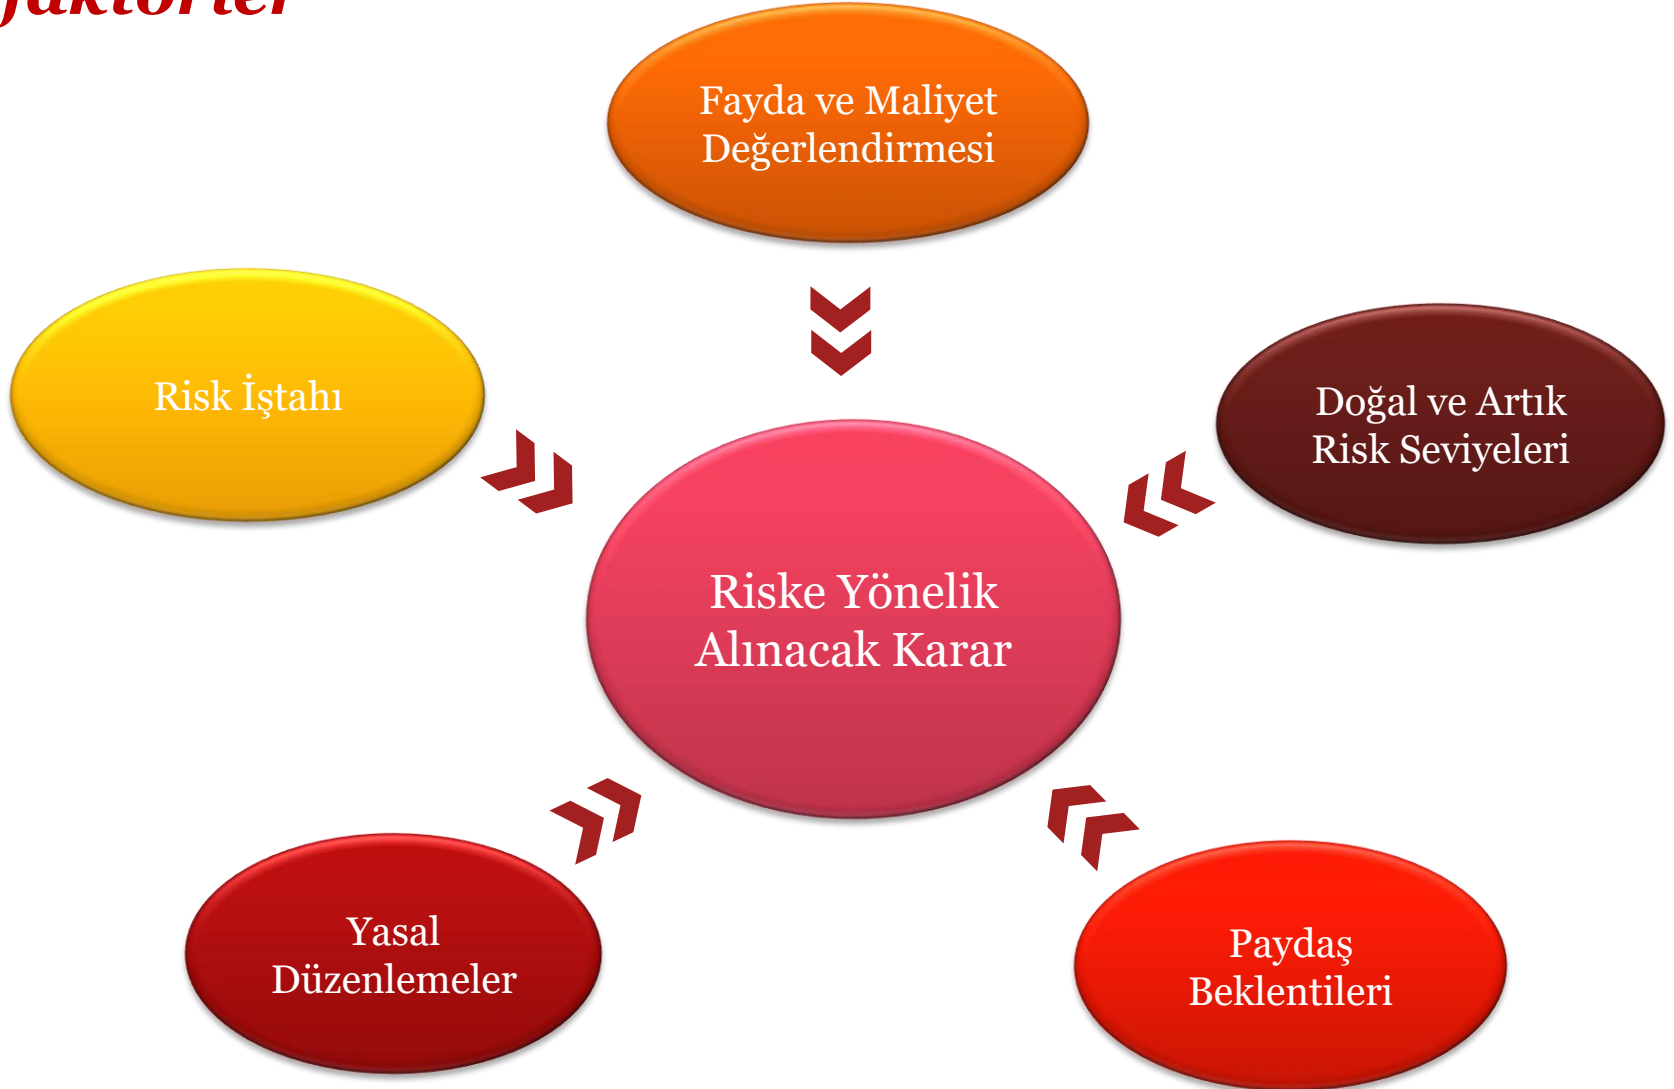 faktörler
Fayda ve Maliyet
Değerlendirmesi
Risk İştahı
Doğal ve Artık
Risk Seviyeleri
Riske Yönelik
Alınacak Karar
Yasal
Düzenlemeler
Paydaş
Beklentileri